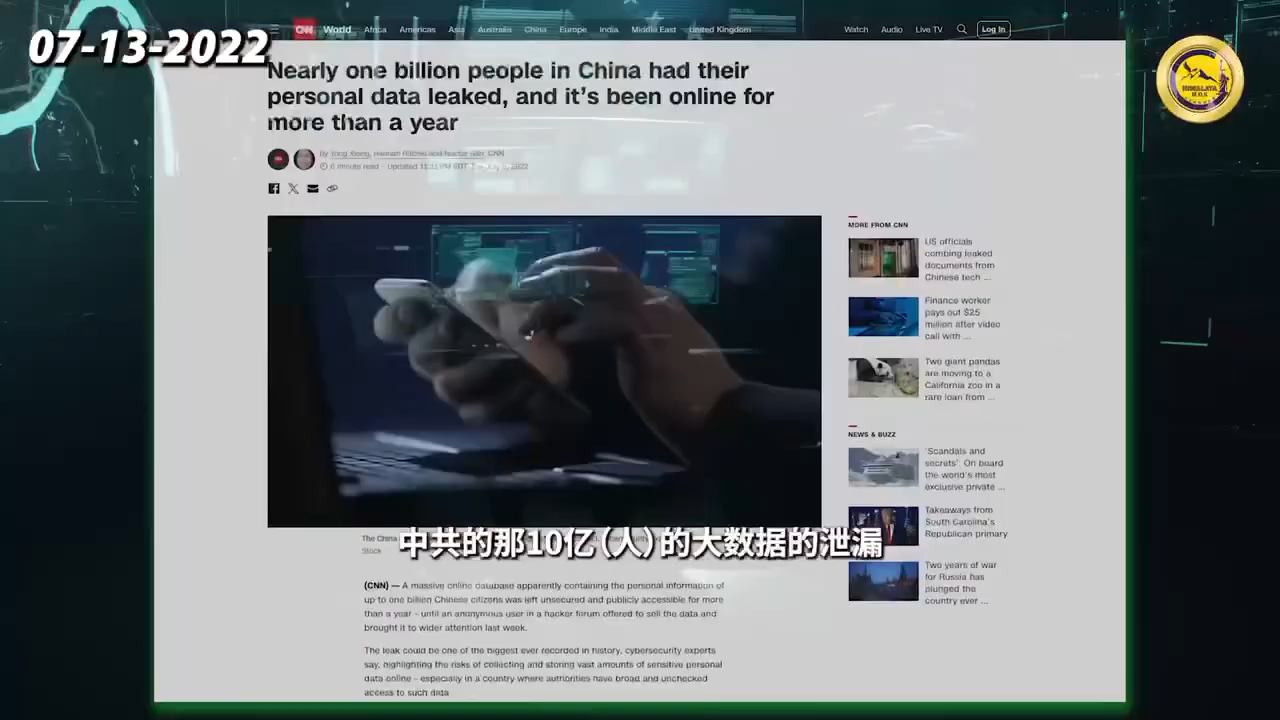 07-13-2022
CNN World Africa Americas Asia Australia China Europe India Middle East United Kingdom Watch Audio Live TV Log In
HIMALAYA
Nearly one billion people in China had their
personal data leaked, and it's been online for
more than a year
6 minute read
MORE FROM CNN
US officials
combing leaked
documents from
Chinese tech ...
Finance worker
pays out $25
million after video
call with ...
Two giant pandas
are moving to a
California zoo in a
rare loan from ...
NEWS & BUZZ
'Scandals and
secrets': On board
the world's most
exclusive private ...
Takeaways from
South Carolina's
Republican primary
Two years of war
for Russia has
plunged the
country ever ...
The China
Stock
中共的那10亿(人)的大数据的泄漏
(CNN) — A massive online database apparently containing the personal information of
up to one billion Chinese citizens was left unsecured and publicly accessible for more
than a year – until an anonymous user in a hacker forum offered to sell the data and
brought it to wider attention last week.
The leak could be one of the biggest ever recorded in history, cybersecurity experts
say, highlighting the risks of collecting and storing vast amounts of sensitive personal
data online – especially in a country where authorities have broad and unchecked
access to such data